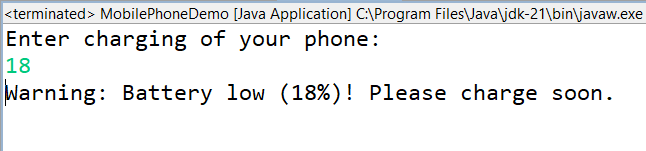 <terminated> MobilePhoneDemo [Java Application] C:\Program Files\Java\jdk-21\bin\javaw.exe
Enter charging of your phone:
18
Warning: Battery low (18%)! Please charge soon.